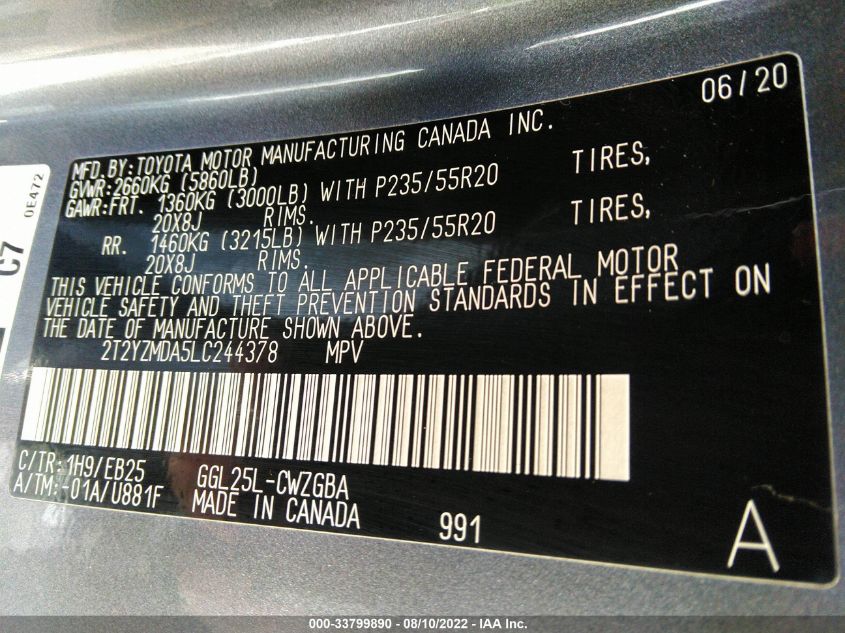 06/20
MFD.BY:TOYOTA MOTOR MANUFACTURING CANADA INC.
GVWR:2660KG (5860LB)
GAWR:FRT. 1360KG (3000LB) WITH P235/55R20 TIRES,
20X8J RIMS.
RR. 1460KG (3215LB) WITH P235/55R20 TIRES,
20X8J RIMS.
THIS VEHICLE CONFORMS TO ALL APPLICABLE FEDERAL MOTOR
VEHICLE SAFETY AND THEFT PREVENTION STANDARDS IN EFFECT ON
THE DATE OF MANUFACTURE SHOWN ABOVE.
2T2YZMDA5LC244378 MPV
C/TR:1H9/EB25 GGL25L-CWZGBA
A/TM:-01A/U881F MADE IN CANADA
991 A
0E472
C7
000-33799890 - 08/10/2022 - IAA Inc.